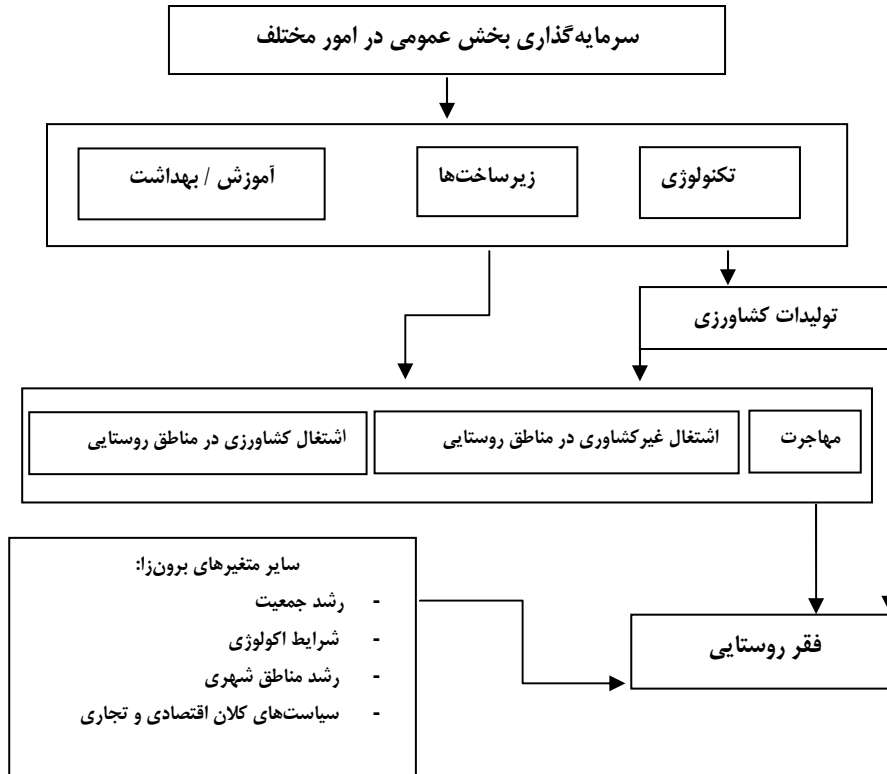 سرمایه‌گذاری بخش عمومی در امور مختلف
تکنولوژی
زیرساخت‌ها
آموزش / بهداشت
تولیدات کشاورزی
مهاجرت
اشتغال غیرکشاوری در مناطق روستایی
اشتغال کشاورزی در مناطق روستایی
سایر متغیرهای برون‌زا:
- رشد جمعیت
- شرایط اکولوژی
- رشد مناطق شهری
- سیاست‌های کلان اقتصادی و تجاری
فقر روستایی